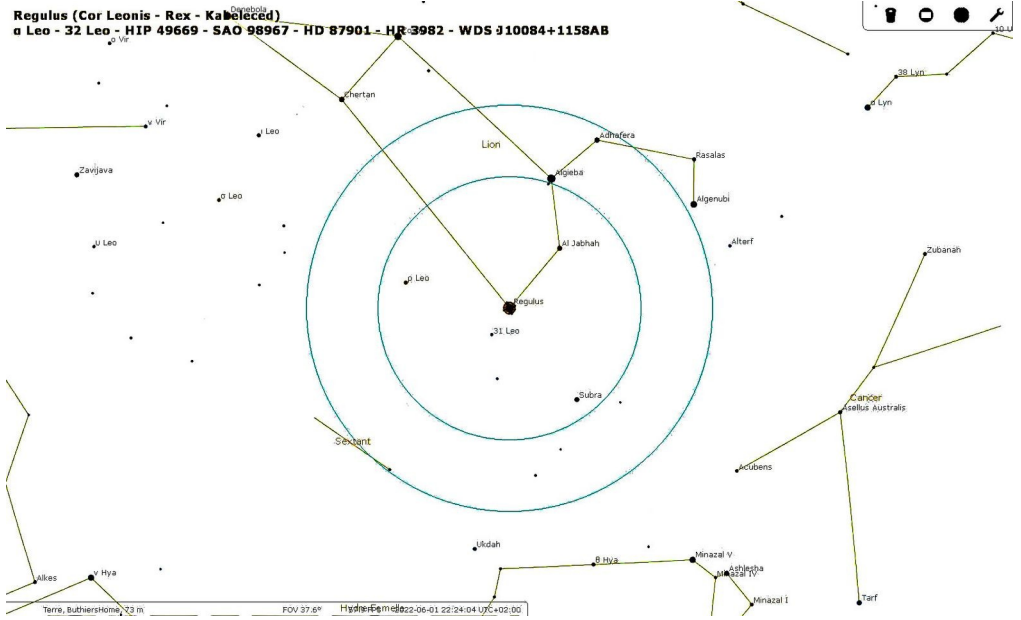 Regulus (Cor Leonis - Rex - Kabeleced)
α Leo - 32 Leo - HIP 49669 - SAO 98967 - HD 87901 - HR 3982 - WDS J10084+1158AB
Denebola
ο Vir
10 U
38 Lyn
α Lyn
Chertan
ν Vir
ι Leo
Adhafera
Lion
Rasalas
Zavijava
Algieba
σ Leo
Algenubi
υ Leo
Al Jabhah
Alterf
Zubanah
ρ Leo
Regulus
31 Leo
Subra
Cancer
Asellus Australis
Sextant
Acubens
Ukdah
θ Hya
Minazal V
Ashlesha
Minazal IV
Alkes
ν Hya
Minazal I
Tarf
Terre, ButhiersHome, 73 m
FOV 37.6°
Hydre Femelle
2022-06-01 22:24:04 UTC+02:00